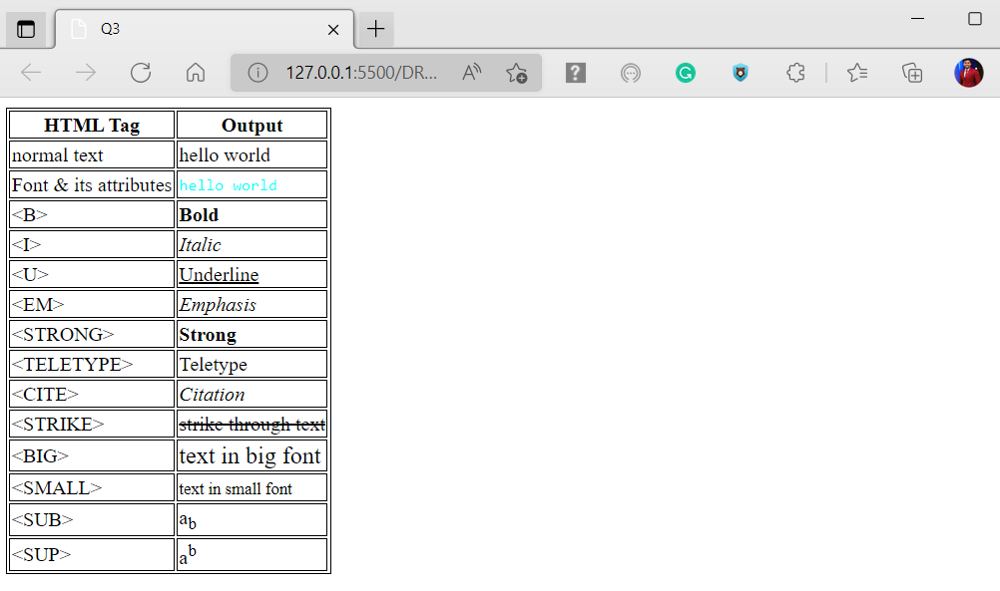 Q3
127.0.0.1:5500/DR...
HTML Tag Output
normal text hello world
Font & its attributes hello world
<B> Bold
<I> Italic
<U> Underline
<EM> Emphasis
<STRONG> Strong
<TELETYPE> Teletype
<CITE> Citation
<STRIKE> strike through text
<BIG> text in big font
<SMALL> text in small font
<SUB> ab
<SUP> ab